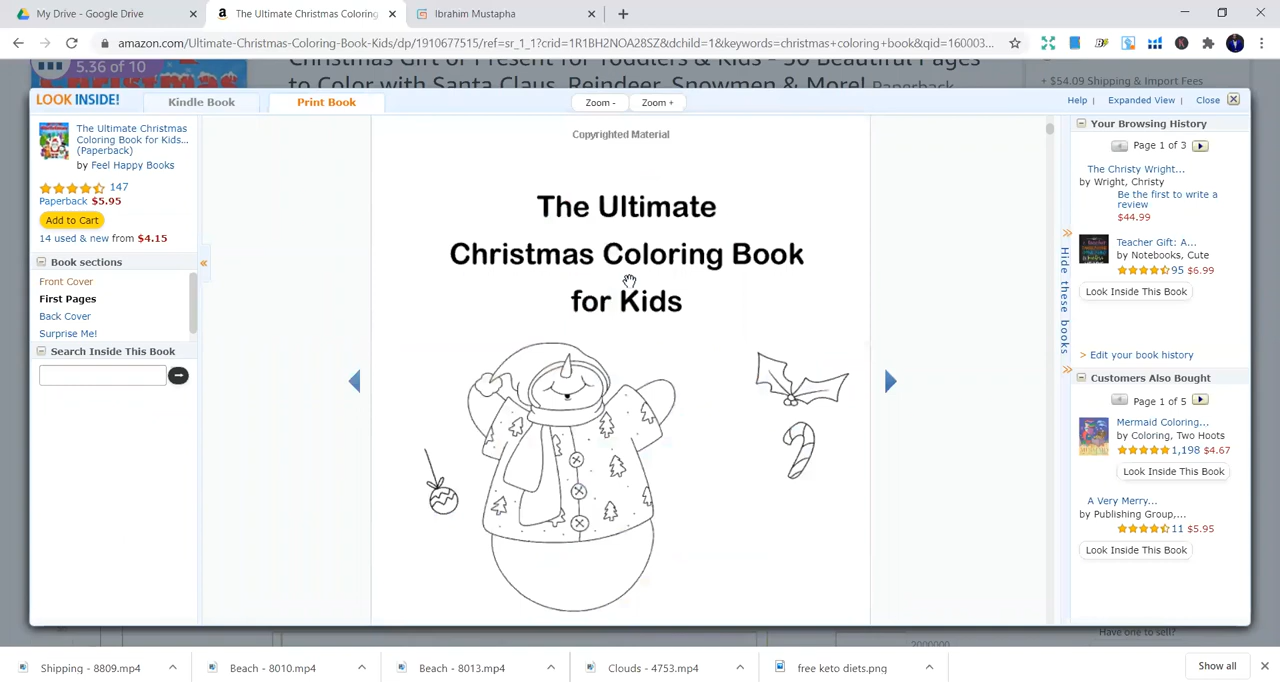 My Drive - Google Drive
The Ultimate Christmas Coloring
Ibrahim Mustapha
amazon.com/Ultimate-Christmas-Coloring-Book-Kids/dp/1910677515/ref=sr_1_1?crid=1R1BH2NOA28SZ&dchild=1&keywords=christmas+coloring+book&qid=160003...
5.36 of 10
Christmas Gift or Present for Toddlers & Kids - 50 Beautiful Pages
to Color with Santa Claus, Reindeer, Snowmen & More! Paperback
+ $54.09 Shipping & Import Fees
LOOK INSIDE!
Kindle Book
Print Book
Zoom -
Zoom +
Help | Expanded View | Close
The Ultimate Christmas
Coloring Book for Kids...
(Paperback)
by Feel Happy Books
147
Paperback $5.95
Add to Cart
14 used & new from $4.15
Book sections
Front Cover
First Pages
Back Cover
Surprise Me!
Search Inside This Book
Copyrighted Material
The Ultimate
Christmas Coloring Book
for Kids
Hide these books
Your Browsing History
Page 1 of 3
The Christy Wright...
by Wright, Christy
Be the first to write a
review
$44.99
Teacher Gift: A...
by Notebooks, Cute
95 $6.99
Look Inside This Book
> Edit your book history
Customers Also Bought
Page 1 of 5
Mermaid Coloring...
by Coloring, Two Hoots
1,198 $4.67
Look Inside This Book
A Very Merry...
by Publishing Group,...
11 $5.95
Look Inside This Book
2000000
Have one to sell?
Shipping - 8809.mp4
Beach - 8010.mp4
Beach - 8013.mp4
Clouds - 4753.mp4
free keto diets.png
Show all